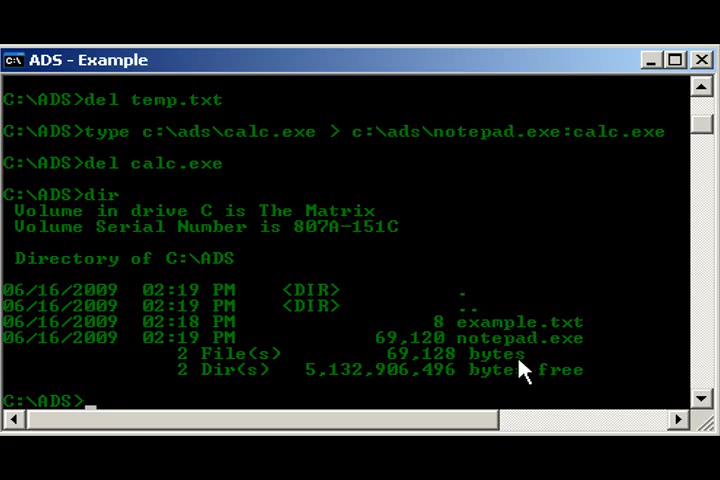 ADS - Example
C:\ADS>del temp.txt
C:\ADS>type c:\ads\calc.exe > c:\ads\notepad.exe:calc.exe
C:\ADS>del calc.exe
C:\ADS>dir
Volume in drive C is The Matrix
Volume Serial Number is 807A-151C
Directory of C:\ADS
06/16/2009 02:19 PM <DIR> .
06/16/2009 02:19 PM <DIR> ..
06/16/2009 02:18 PM 8 example.txt
06/16/2009 02:19 PM 69,120 notepad.exe
2 File(s) 69,128 bytes
2 Dir(s) 5,132,906,496 bytes free
C:\ADS>_